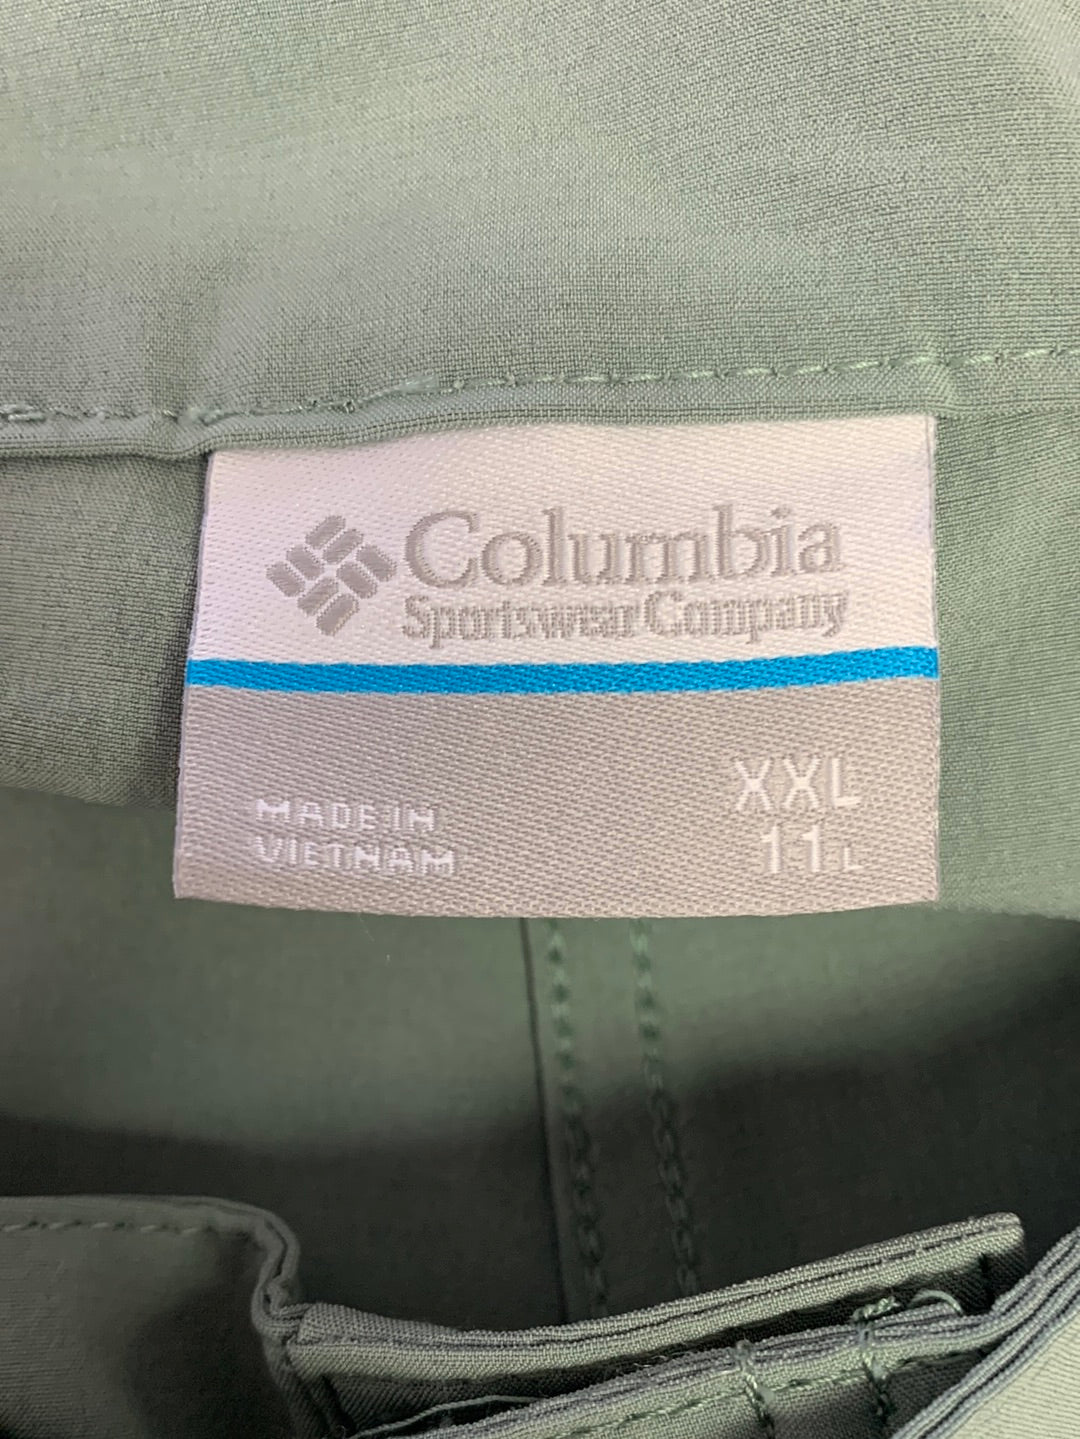 Columbia
Sportswear Company
MADE IN
VIETNAM
XXL
11 L